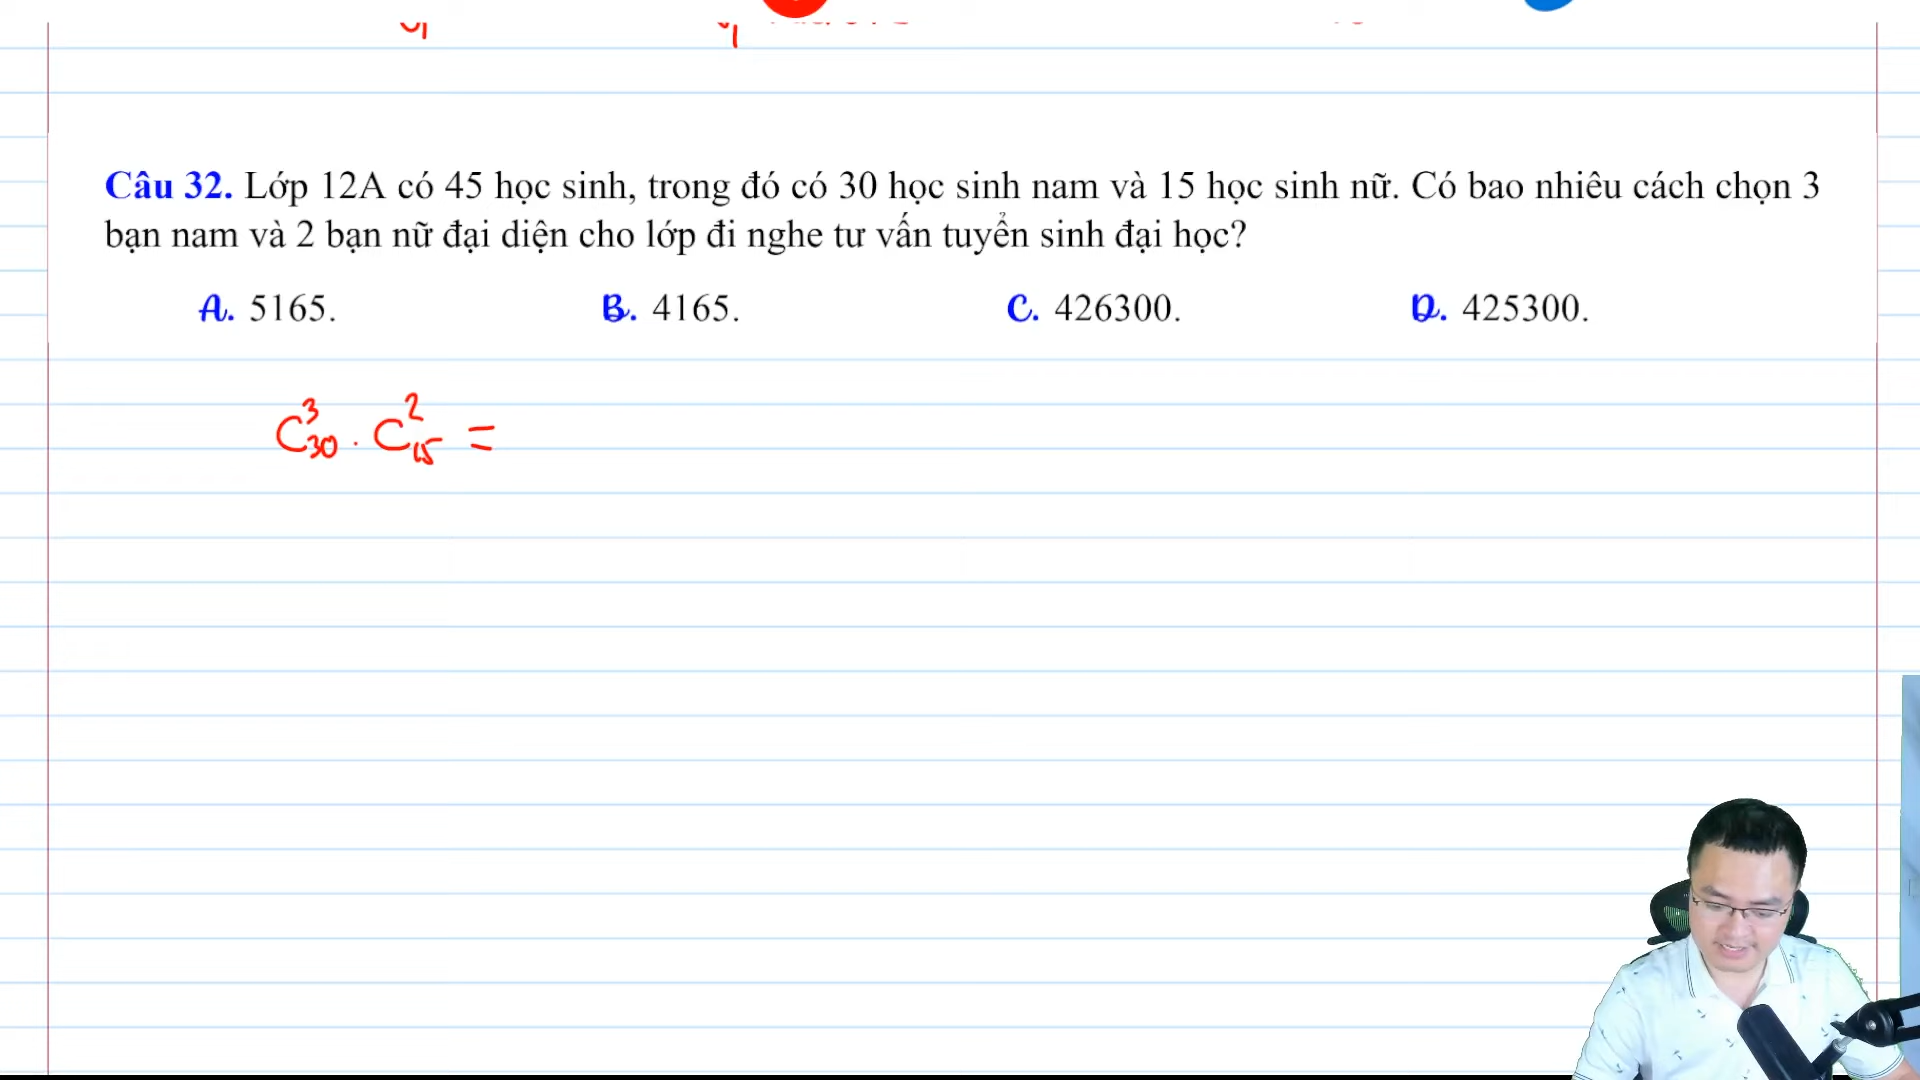 Câu 32. Lớp 12A có 45 học sinh, trong đó có 30 học sinh nam và 15 học sinh nữ. Có bao nhiêu cách chọn 3
bạn nam và 2 bạn nữ đại diện cho lớp đi nghe tư vấn tuyển sinh đại học?
A. 5165. B. 4165. C. 426300. D. 425300.
C³₃₀ . C²₁₅ =